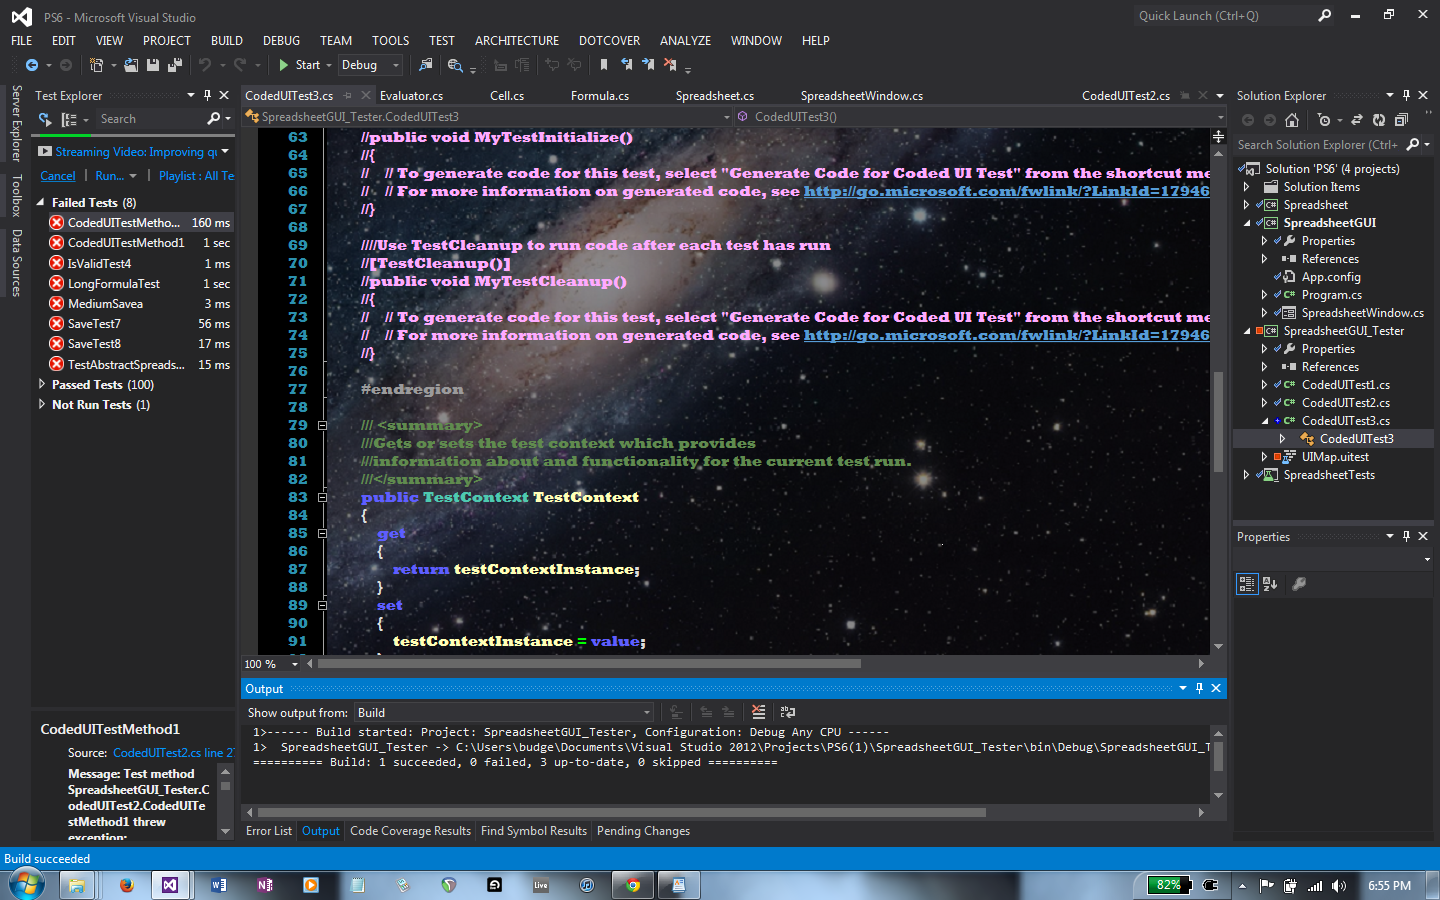 PS6 - Microsoft Visual Studio
Quick Launch (Ctrl+Q)
FILE EDIT VIEW PROJECT BUILD DEBUG TEAM TOOLS TEST ARCHITECTURE DOTCOVER ANALYZE WINDOW HELP
Start Debug
Server Explorer
Toolbox
Data Sources
Test Explorer
Search
Streaming Video: Improving qu
Cancel Run... Playlist : All Te
Failed Tests (8)
CodedUITestMetho... 160 ms
CodedUITestMethod1 1 sec
IsValidTest4 1 ms
LongFormulaTest 1 sec
MediumSavea 3 ms
SaveTest7 56 ms
SaveTest8 17 ms
TestAbstractSpreads... 15 ms
Passed Tests (100)
Not Run Tests (1)
CodedUITestMethod1
Source: CodedUITest2.cs line 27
Message: Test method
SpreadsheetGUI_Tester.C
odedUITest2.CodedUITe
stMethod1 threw
exception:
CodedUITest3.cs Evaluator.cs Cell.cs Formula.cs Spreadsheet.cs SpreadsheetWindow.cs CodedUITest2.cs
SpreadsheetGUI_Tester.CodedUITest3 CodedUITest3()
63 //public void MyTestInitialize()
64 //{
65 // // To generate code for this test, select "Generate Code for Coded UI Test" from the shortcut me
66 // // For more information on generated code, see http://go.microsoft.com/fwlink/?LinkId=17946
67 //}
68
69 ////Use TestCleanup to run code after each test has run
70 //[TestCleanup()]
71 //public void MyTestCleanup()
72 //{
73 // // To generate code for this test, select "Generate Code for Coded UI Test" from the shortcut me
74 // // For more information on generated code, see http://go.microsoft.com/fwlink/?LinkId=17946
75 //}
76
77 #endregion
78
79 /// <summary>
80 ///Gets or sets the test context which provides
81 ///information about and functionality for the current test run.
82 ///</summary>
83 public TestContext TestContext
84 {
85 get
86 {
87 return testContextInstance;
88 }
89 set
90 {
91 testContextInstance = value;
100 %
Output
Show output from: Build
1>------ Build started: Project: SpreadsheetGUI_Tester, Configuration: Debug Any CPU ------
1> SpreadsheetGUI_Tester -> C:\Users\budge\Documents\Visual Studio 2012\Projects\PS6(1)\SpreadsheetGUI_Tester\bin\Debug\SpreadsheetGUI_T
========== Build: 1 succeeded, 0 failed, 3 up-to-date, 0 skipped ==========
Error List Output Code Coverage Results Find Symbol Results Pending Changes
Solution Explorer
Search Solution Explorer (Ctrl+
Solution 'PS6' (4 projects)
Solution Items
Spreadsheet
SpreadsheetGUI
Properties
References
App.config
Program.cs
SpreadsheetWindow.cs
SpreadsheetGUI_Tester
Properties
References
CodedUITest1.cs
CodedUITest2.cs
CodedUITest3.cs
CodedUITest3
UIMap.uitest
SpreadsheetTests
Properties
Build succeeded
Live
82%
6:55 PM